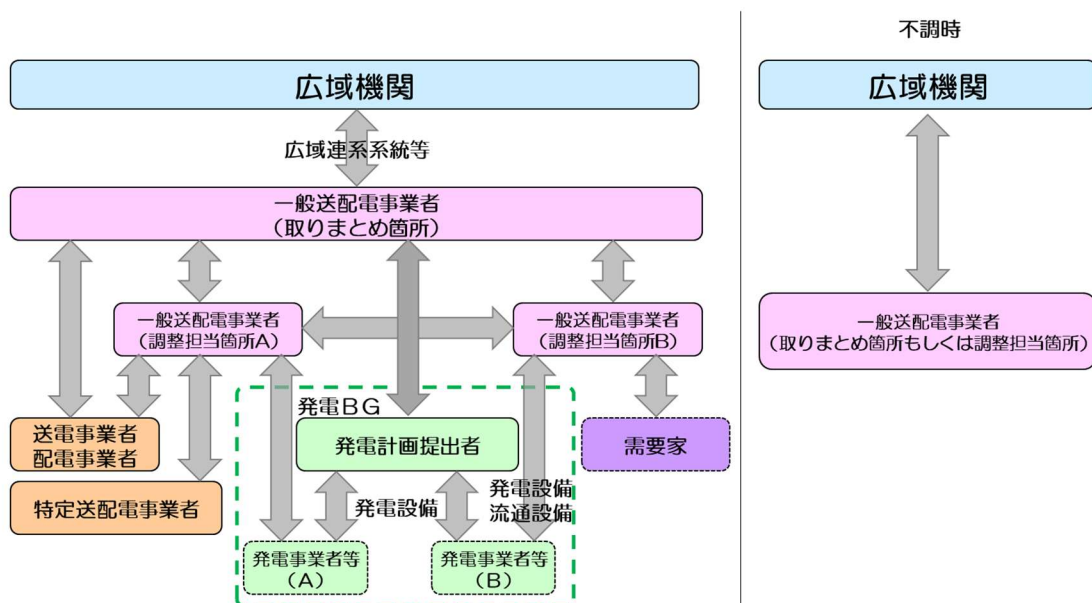 不調時
広域機関
広域機関
広域連系系統等
一般送配電事業者
（取りまとめ箇所）
一般送配電事業者
（調整担当箇所A）
一般送配電事業者
（調整担当箇所B）
一般送配電事業者
（取りまとめ箇所もしくは調整担当箇所）
発電ＢＧ
送電事業者
配電事業者
発電計画提出者
需要家
特定送配電事業者
発電設備
発電設備
流通設備
発電事業者等
（A）
発電事業者等
（B）